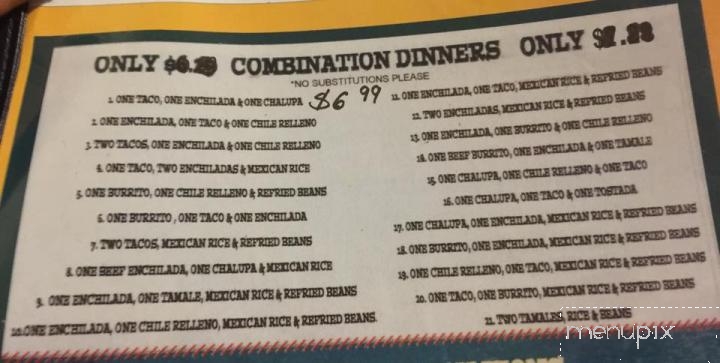 ONLY COMBINATION DINNERS ONLY
*NO SUBSTITUTIONS PLEASE
$6 99
1. ONE TACO, ONE ENCHILADA & ONE CHALUPA
2. ONE ENCHILADA, ONE TACO & ONE CHILE RELLENO
3. TWO TACOS, ONE ENCHILADA & ONE CHILE RELLENO
4. ONE TACO, TWO ENCHILADAS & MEXICAN RICE
5. ONE BURRITO, ONE CHILE RELLENO & REFRIED BEANS
6. ONE BURRITO, ONE TACO & ONE ENCHILADA
7. TWO TACOS, MEXICAN RICE & REFRIED BEANS
8. ONE BEEF ENCHILADA, ONE CHALUPA & MEXICAN RICE
9. ONE ENCHILADA, ONE TAMALE, MEXICAN RICE & REFRIED BEANS
10. ONE ENCHILADA, ONE CHILE RELLENO, MEXICAN RICE & REFRIED BEANS.
11. ONE ENCHILADA, ONE TACO, MEXICAN RICE & REFRIED BEANS
12. TWO ENCHILADAS, MEXICAN RICE & REFRIED BEANS
13. ONE ENCHILADA, ONE BURRITO & ONE CHILE RELLENO
14. ONE BEEF BURRITO, ONE ENCHILADA & ONE TAMALE
15. ONE CHALUPA, ONE CHILE RELLENO & ONE TACO
16. ONE CHALUPA, ONE TACO & ONE TOSTADA
17. ONE CHALUPA, ONE ENCHILADA, MEXICAN RICE & REFRIED BEANS
18. ONE BURRITO, ONE ENCHILADA, MEXICAN RICE & REFRIED BEANS
19. ONE CHILE RELLENO, ONE TACO, MEXICAN RICE & REFRIED BEANS
20. ONE TACO, ONE BURRITO, MEXICAN RICE & REFRIED BEANS
21. TWO TAMALES, RICE & BEANS
menupix